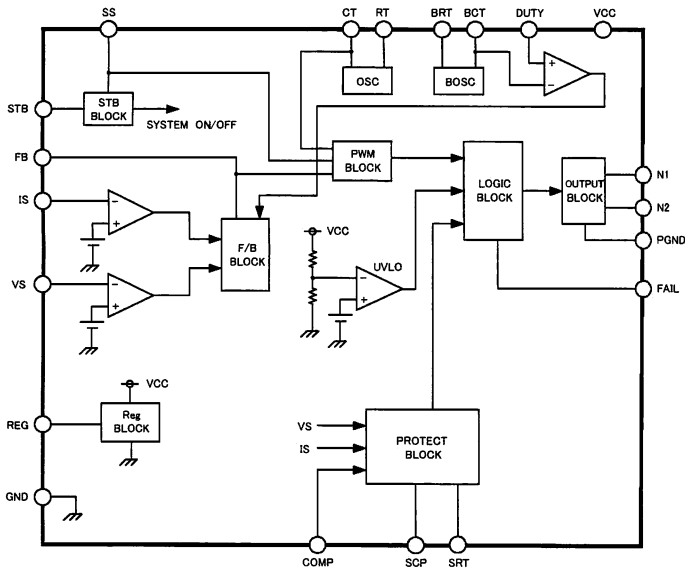 SS
CT
RT
BRT
BCT
DUTY
VCC
OSC
BOSC
+
−
STB
STB
BLOCK
SYSTEM ON/OFF
FB
PWM
BLOCK
LOGIC
BLOCK
OUTPUT
BLOCK
N1
N2
PGND
FAIL
IS
−
+
F/B
BLOCK
VCC
UVLO
−
+
VS
−
+
VCC
Reg
BLOCK
REG
GND
VS
IS
PROTECT
BLOCK
COMP
SCP
SRT